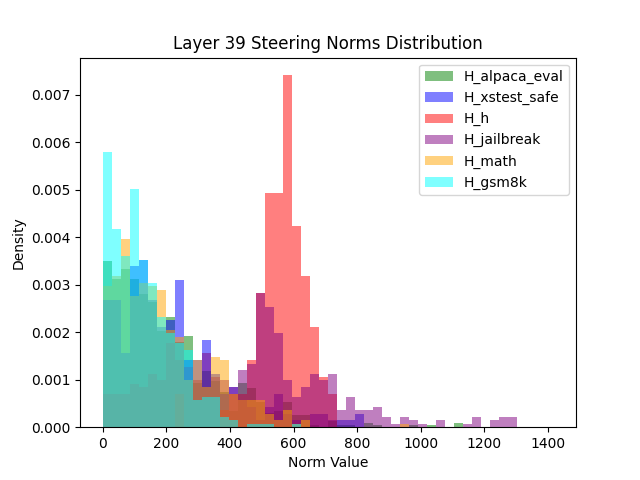 Layer 39 Steering Norms Distribution
H_alpaca_eval
H_xstest_safe
H_h
H_jailbreak
H_math
H_gsm8k
Density
0.007
0.006
0.005
0.004
0.003
0.002
0.001
0.000
0 200 400 600 800 1000 1200 1400
Norm Value